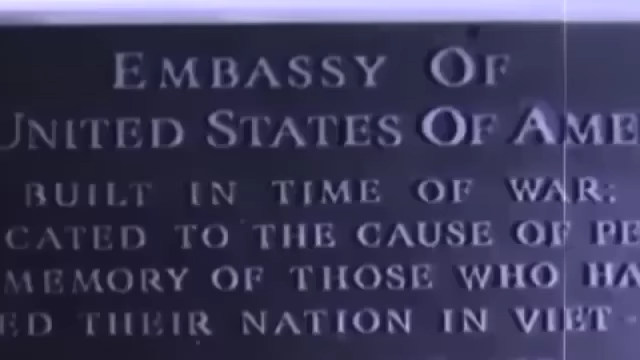 EMBASSY OF
UNITED STATES OF AME
BUILT IN TIME OF WAR:
CATED TO THE CAUSE OF PE
MEMORY OF THOSE WHO HA
ED THEIR NATION IN VIET-